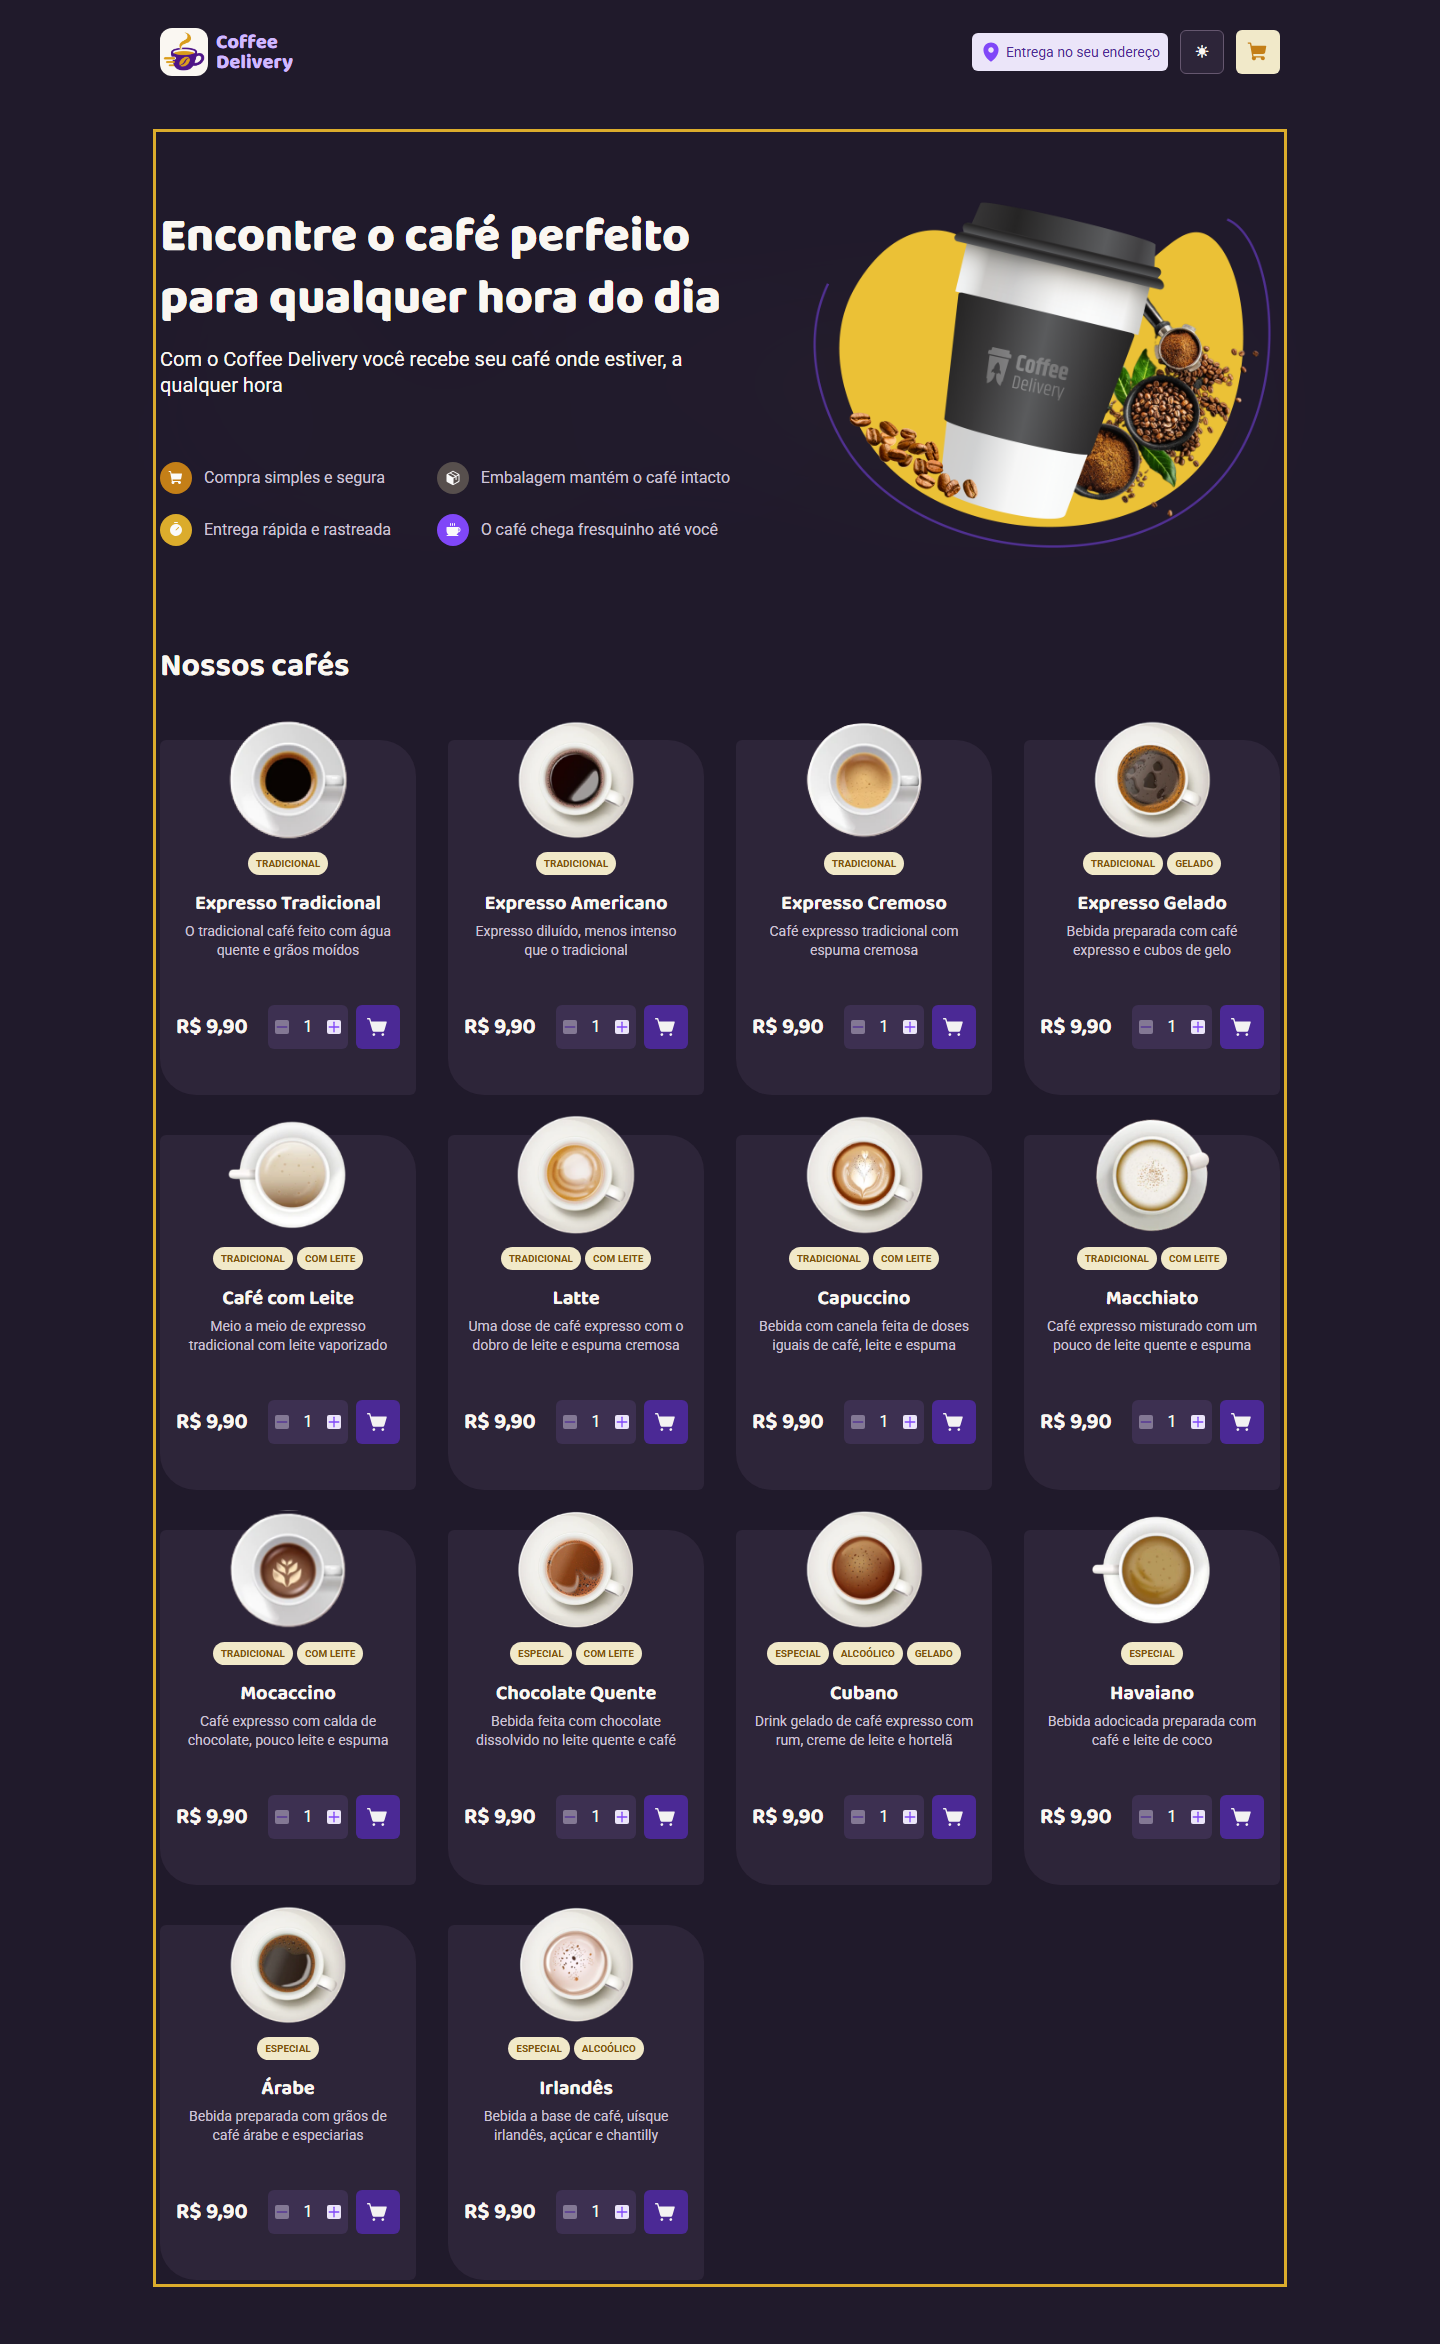 Coffee
Delivery
Entrega no seu endereço
Encontre o café perfeito
para qualquer hora do dia
Com o Coffee Delivery você recebe seu café onde estiver, a
qualquer hora
Coffee
Delivery
Compra simples e segura
Embalagem mantém o café intacto
Entrega rápida e rastreada
O café chega fresquinho até você
Nossos cafés
TRADICIONAL
Expresso Tradicional
O tradicional café feito com água
quente e grãos moídos
R$ 9,90 1
TRADICIONAL
Expresso Americano
Expresso diluído, menos intenso
que o tradicional
R$ 9,90 1
TRADICIONAL
Expresso Cremoso
Café expresso tradicional com
espuma cremosa
R$ 9,90 1
TRADICIONAL GELADO
Expresso Gelado
Bebida preparada com café
expresso e cubos de gelo
R$ 9,90 1
TRADICIONAL COM LEITE
Café com Leite
Meio a meio de expresso
tradicional com leite vaporizado
R$ 9,90 1
TRADICIONAL COM LEITE
Latte
Uma dose de café expresso com o
dobro de leite e espuma cremosa
R$ 9,90 1
TRADICIONAL COM LEITE
Capuccino
Bebida com canela feita de doses
iguais de café, leite e espuma
R$ 9,90 1
TRADICIONAL COM LEITE
Macchiato
Café expresso misturado com um
pouco de leite quente e espuma
R$ 9,90 1
TRADICIONAL COM LEITE
Mocaccino
Café expresso com calda de
chocolate, pouco leite e espuma
R$ 9,90 1
ESPECIAL COM LEITE
Chocolate Quente
Bebida feita com chocolate
dissolvido no leite quente e café
R$ 9,90 1
ESPECIAL ALCOÓLICO GELADO
Cubano
Drink gelado de café expresso com
rum, creme de leite e hortelã
R$ 9,90 1
ESPECIAL
Havaiano
Bebida adocicada preparada com
café e leite de coco
R$ 9,90 1
ESPECIAL
Árabe
Bebida preparada com grãos de
café árabe e especiarias
R$ 9,90 1
ESPECIAL ALCOÓLICO
Irlandês
Bebida a base de café, uísque
irlandês, açúcar e chantilly
R$ 9,90 1